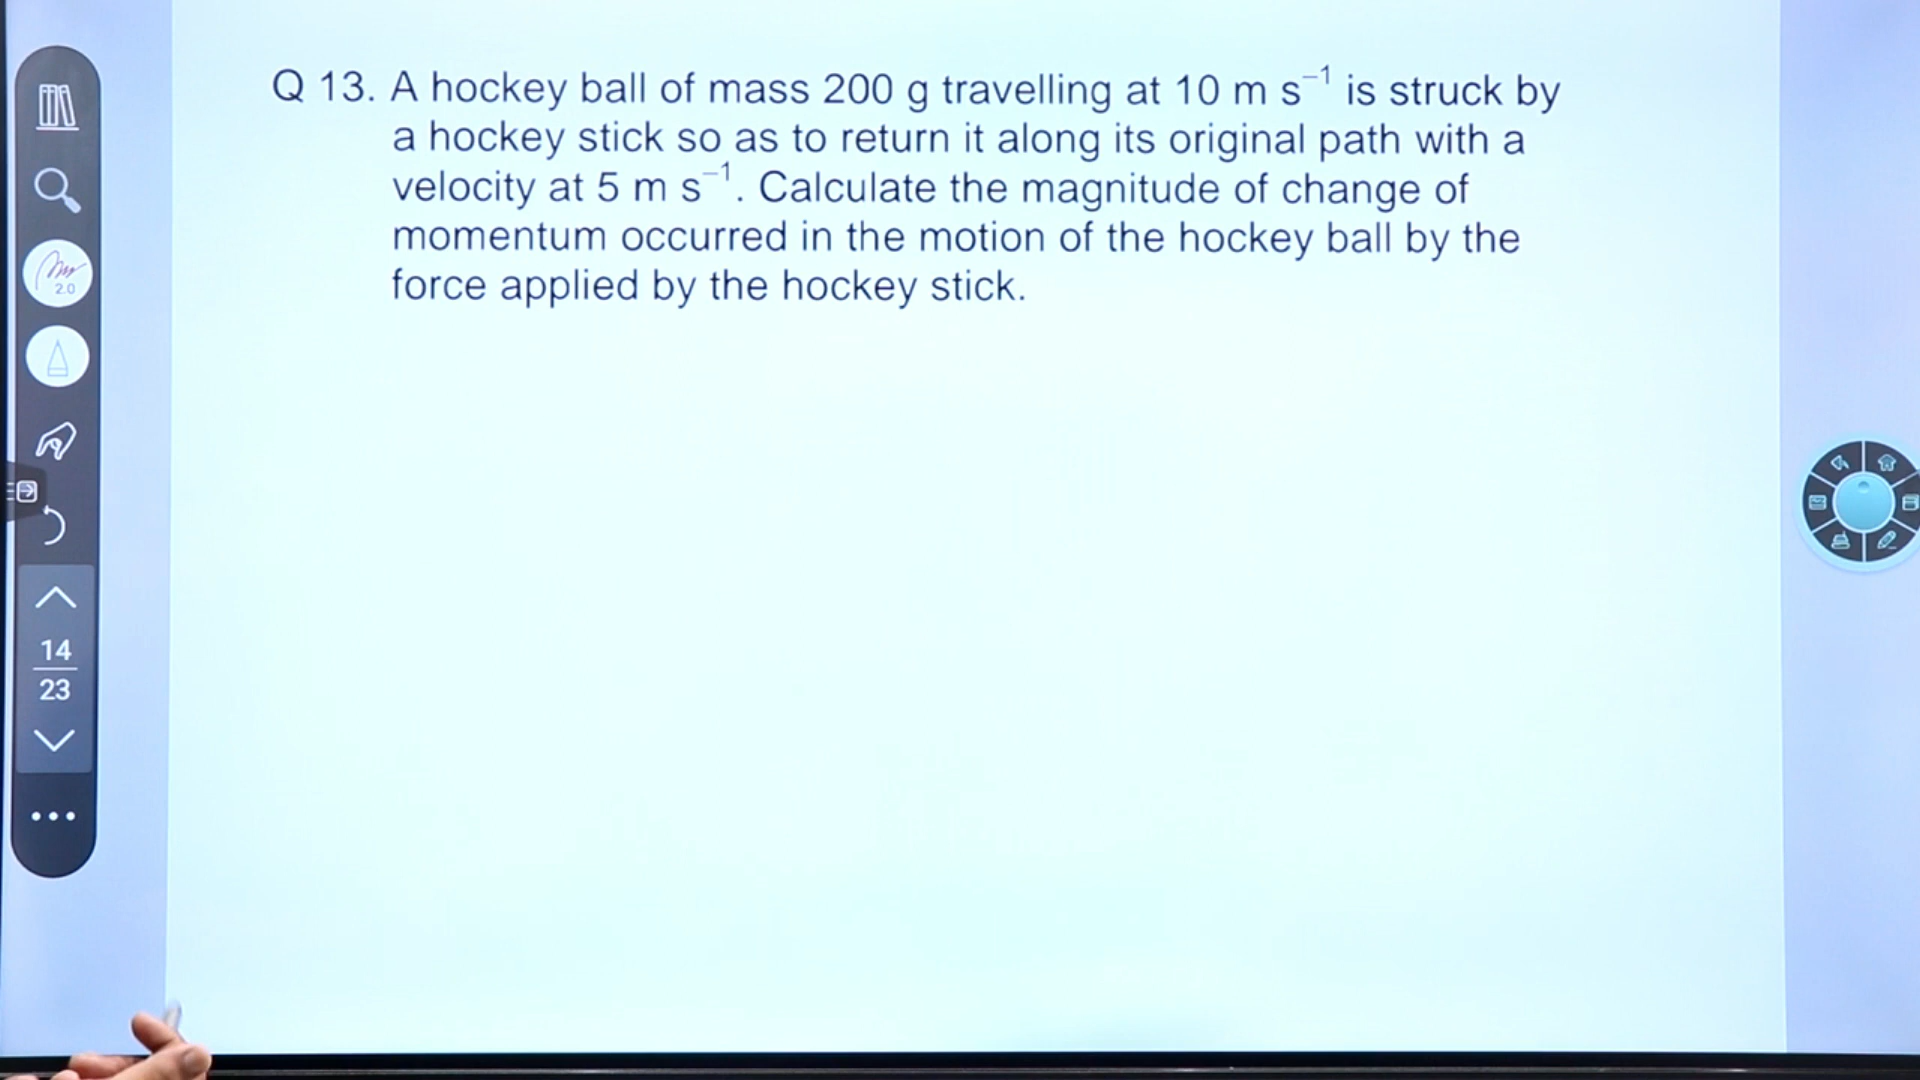 Q 13. A hockey ball of mass 200 g travelling at 10 m s⁻¹ is struck by
a hockey stick so as to return it along its original path with a
velocity at 5 m s⁻¹. Calculate the magnitude of change of
momentum occurred in the motion of the hockey ball by the
force applied by the hockey stick.
2.0
14
23